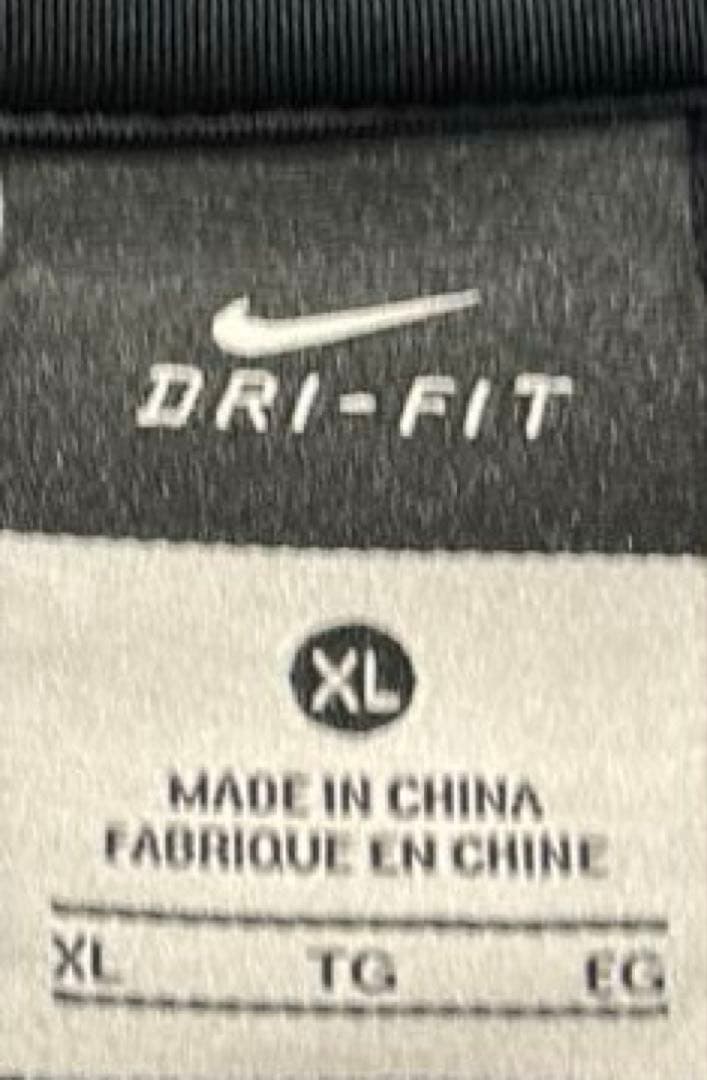 DRI-FIT
XL
MADE IN CHINA
FABRIQUE EN CHINE
XL TG EG